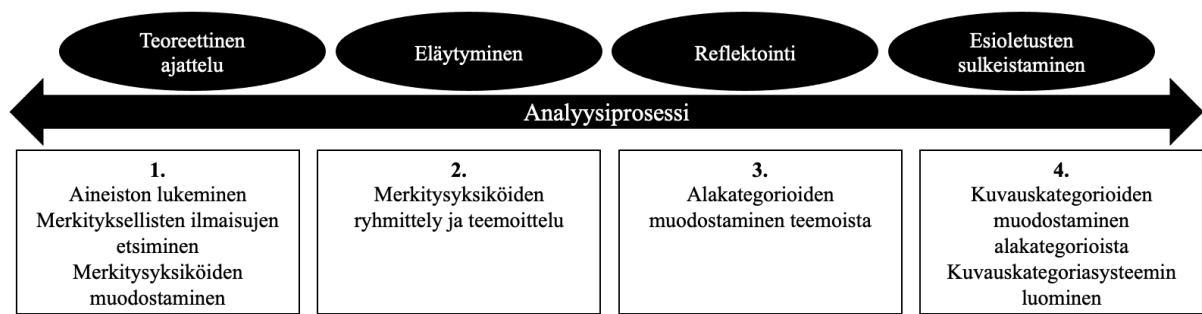 Teoreettinen
ajattelu
Eläytyminen
Reflektointi
Esioletusten
sulkeistaminen
Analyysiprosessi
1.
Aineiston lukeminen
Merkityksellisten ilmaisujen
etsiminen
Merkitysyksiköiden
muodostaminen
2.
Merkitysyksiköiden
ryhmittely ja teemoittelu
3.
Alakategorioiden
muodostaminen teemoista
4.
Kuvauskategorioiden
muodostaminen
alakategorioista
Kuvauskategoriasysteemin
luominen